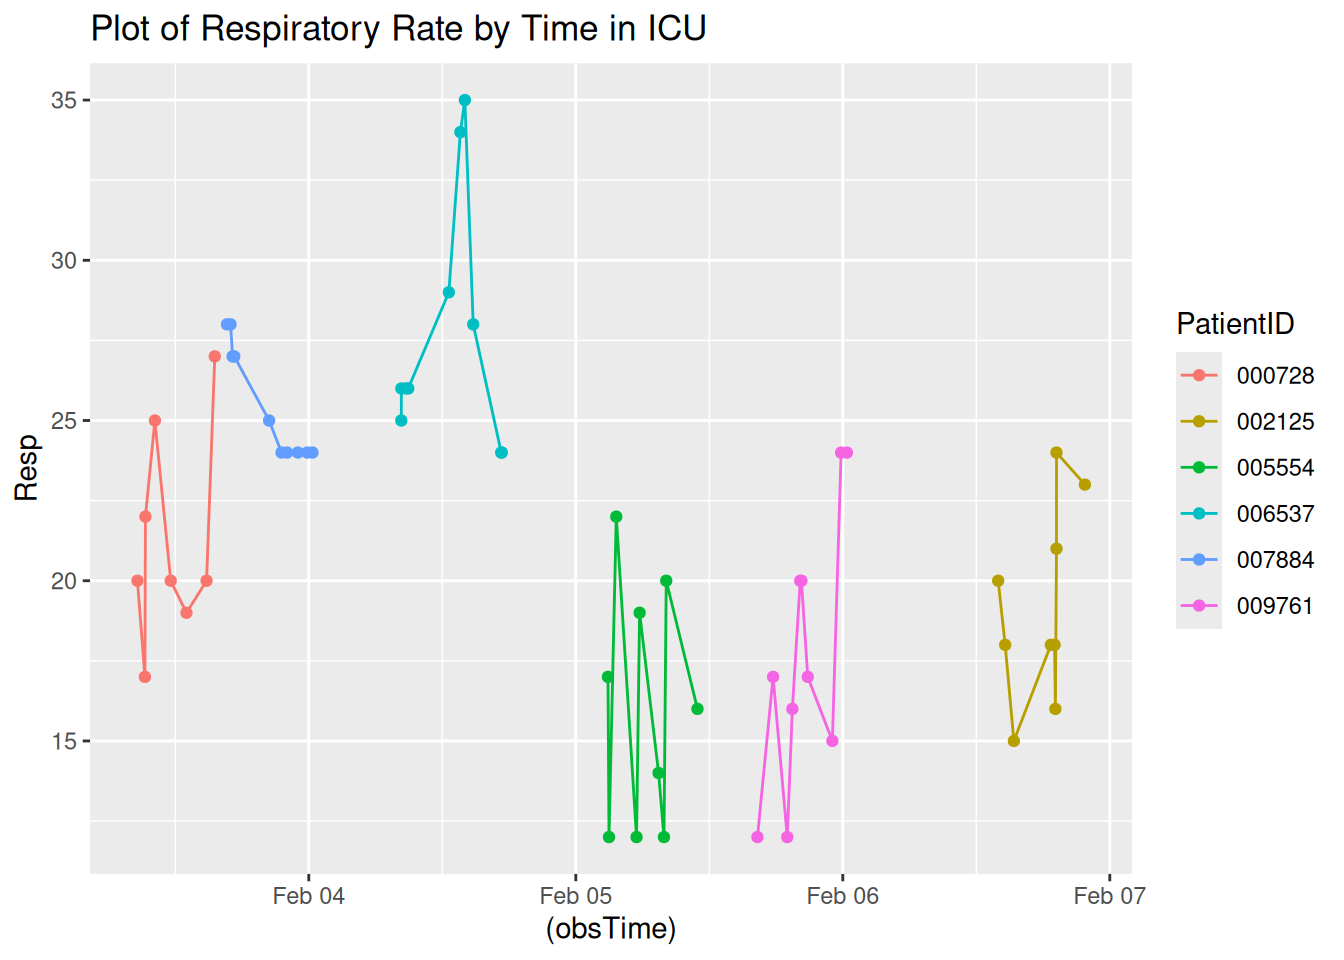 Plot of Respiratory Rate by Time in ICU
35
30
25
20
15
Resp
Feb 04
Feb 05
Feb 06
Feb 07
(obsTime)
PatientID
000728
002125
005554
006537
007884
009761